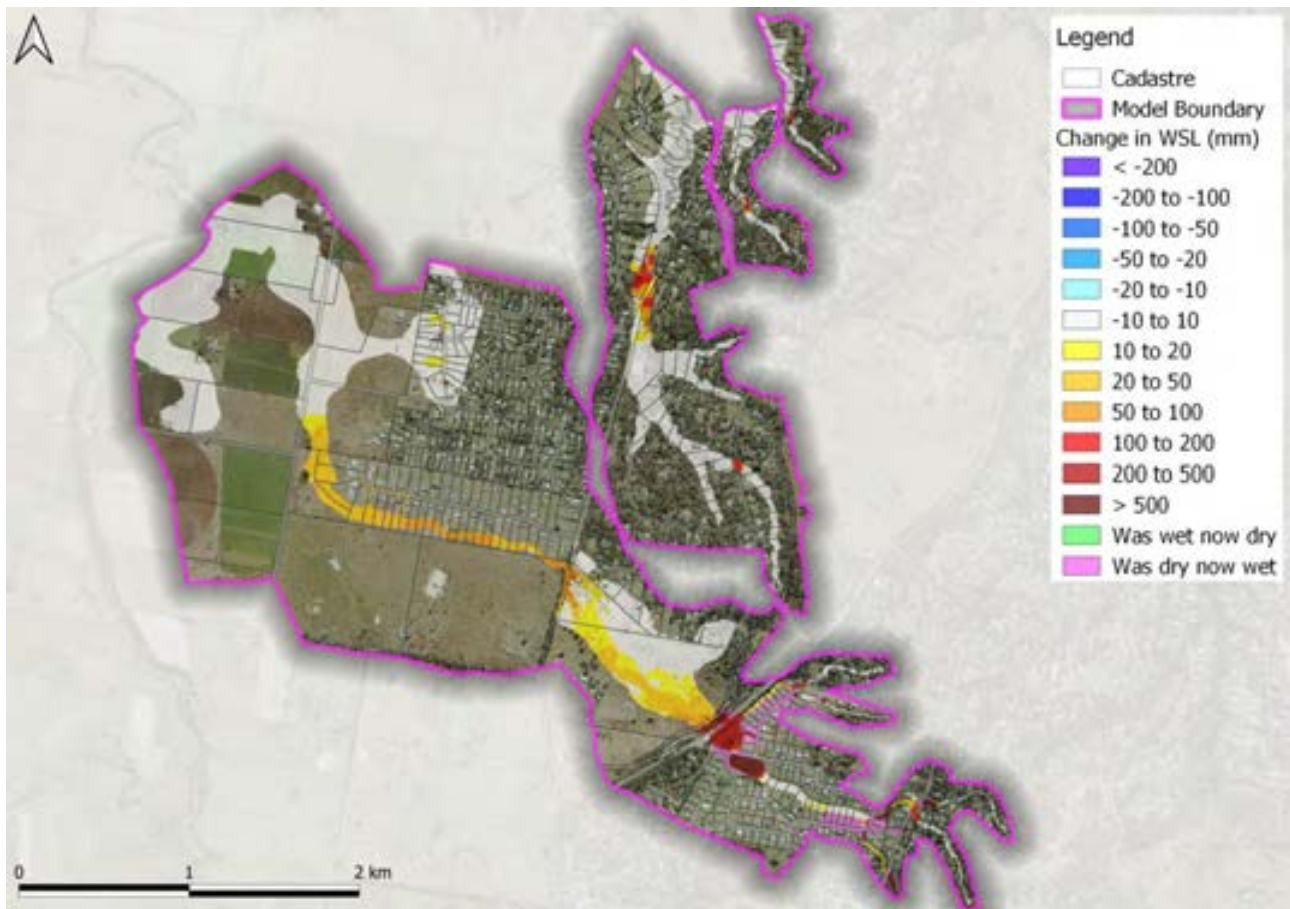 Legend
Cadastre
Model Boundary
Change in WSL (mm)
< -200
-200 to -100
-100 to -50
-50 to -20
-20 to -10
-10 to 10
10 to 20
20 to 50
50 to 100
100 to 200
200 to 500
> 500
Was wet now dry
Was dry now wet
0 1 2 km